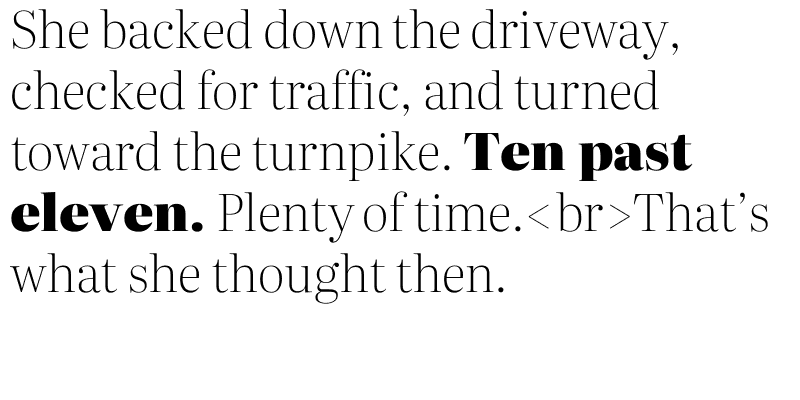 She backed down the driveway,
checked for traffic, and turned
toward the turnpike. Ten past
eleven. Plenty of time.<br>That’s
what she thought then.